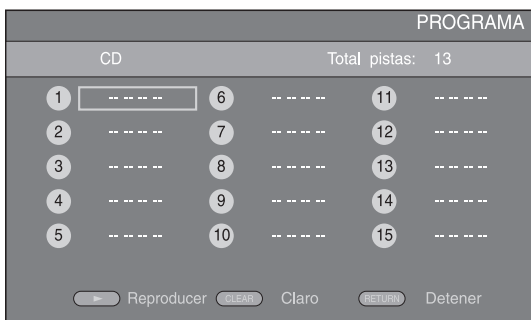 PROGRAMA
CD Total pistas: 13
1 -- -- -- -- 6 -- -- -- -- 11 -- -- -- --
2 -- -- -- -- 7 -- -- -- -- 12 -- -- -- --
3 -- -- -- -- 8 -- -- -- -- 13 -- -- -- --
4 -- -- -- -- 9 -- -- -- -- 14 -- -- -- --
5 -- -- -- -- 10 -- -- -- -- 15 -- -- -- --
Reproducer CLEAR Claro RETURN Detener